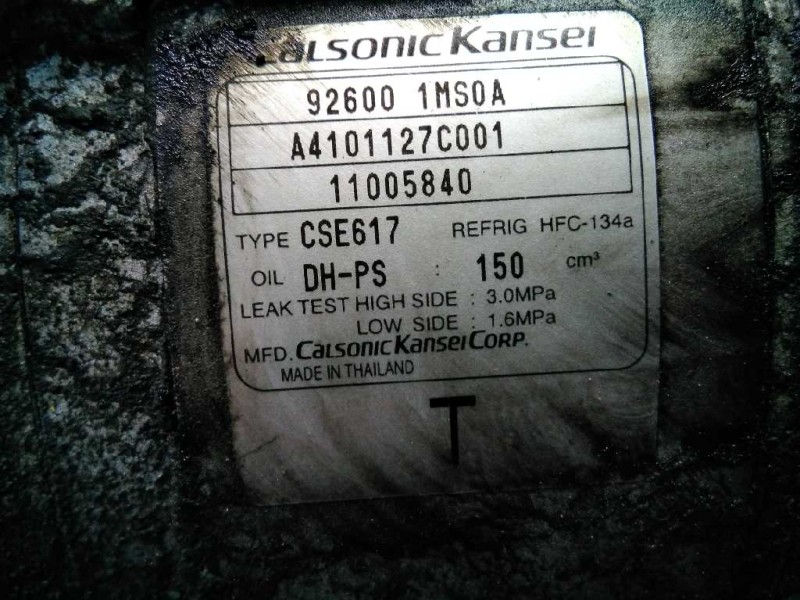 Calsonic Kansei
92600 1MS0A
A4101127C001
11005840
TYPE CSE617 REFRIG HFC-134a
OIL DH-PS : 150 cm³
LEAK TEST HIGH SIDE : 3.0MPa
LOW SIDE : 1.6MPa
MFD. CALSONIC KANSEI CORP.
MADE IN THAILAND
T